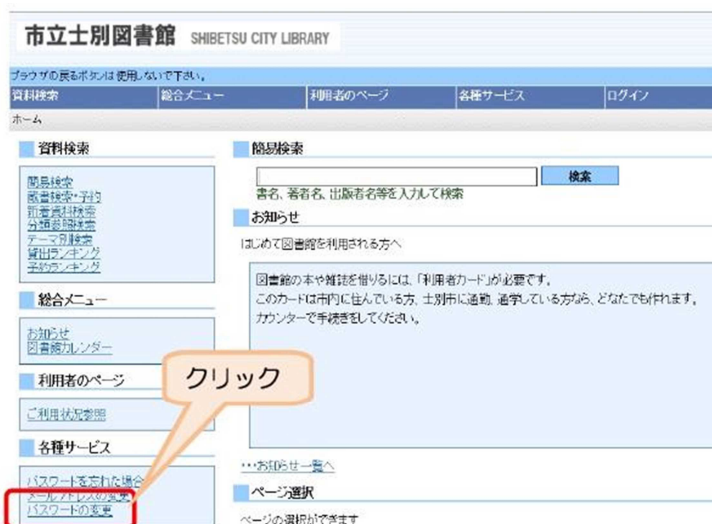 市立士別図書館 SHIBETSU CITY LIBRARY
ブラウザの戻るボタンは使用しないで下さい。
資料検索 総合メニュー 利用者のページ 各種サービス ログイン
ホーム
資料検索
簡易検索
蔵書検索・予約
新着資料検索
分類参照検索
テーマ別検索
貸出ランキング
予約ランキング
総合メニュー
お知らせ
図書館カレンダー
利用者のページ
ご利用状況参照
各種サービス
パスワードを忘れた場合
メールアドレスの変更
パスワードの変更
クリック
簡易検索
検索
書名、著者名、出版者名等を入力して検索
お知らせ
はじめて図書館を利用される方へ
図書館の本や雑誌を借りるには、「利用者カード」が必要です。
このカードは市内に住んでいる方、士別市に通勤、通学している方なら、どなたでも作れます。
カウンターで手続きをしてください。
・・・お知らせ一覧へ
ページ選択
ページの選択ができます